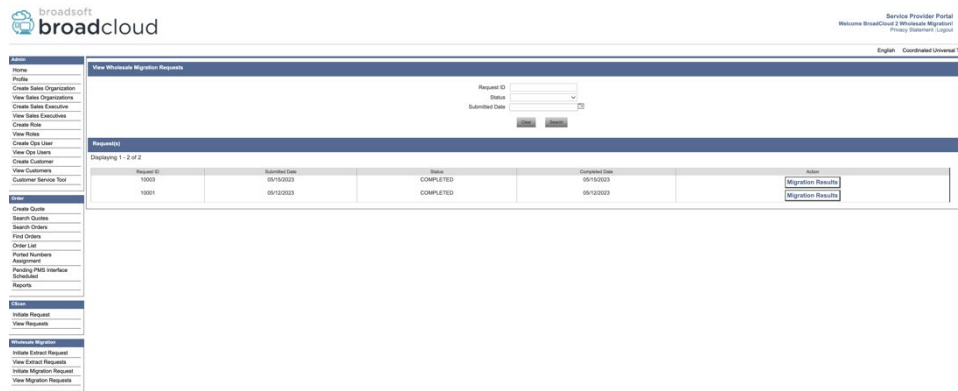 broadsoft
broadcloud
Service Provider Portal
Welcome BroadCloud 2 Wholesale Migration!
Privacy Statement | Logout
English Coordinated Universal T
Admin
Home
Profile
Create Sales Organization
View Sales Organizations
Create Sales Executive
View Sales Executives
Create Role
View Roles
Create Ops User
View Ops Users
Create Customer
View Customers
Customer Service Tool
Order
Create Quote
Search Quotes
Search Orders
Find Orders
Order List
Ported Numbers
Assignment
Pending PMS Interface
Scheduled
Reports
CScan
Initiate Request
View Requests
Wholesale Migration
Initiate Extract Request
View Extract Requests
Initiate Migration Request
View Migration Requests
View Wholesale Migration Requests
Request ID
Status
Submitted Date
Clear Search
Request(s)
Displaying 1 - 2 of 2
Request ID Submitted Date Status Completed Date Action
10003 05/15/2023 COMPLETED 05/15/2023 Migration Results
10001 05/12/2023 COMPLETED 05/12/2023 Migration Results